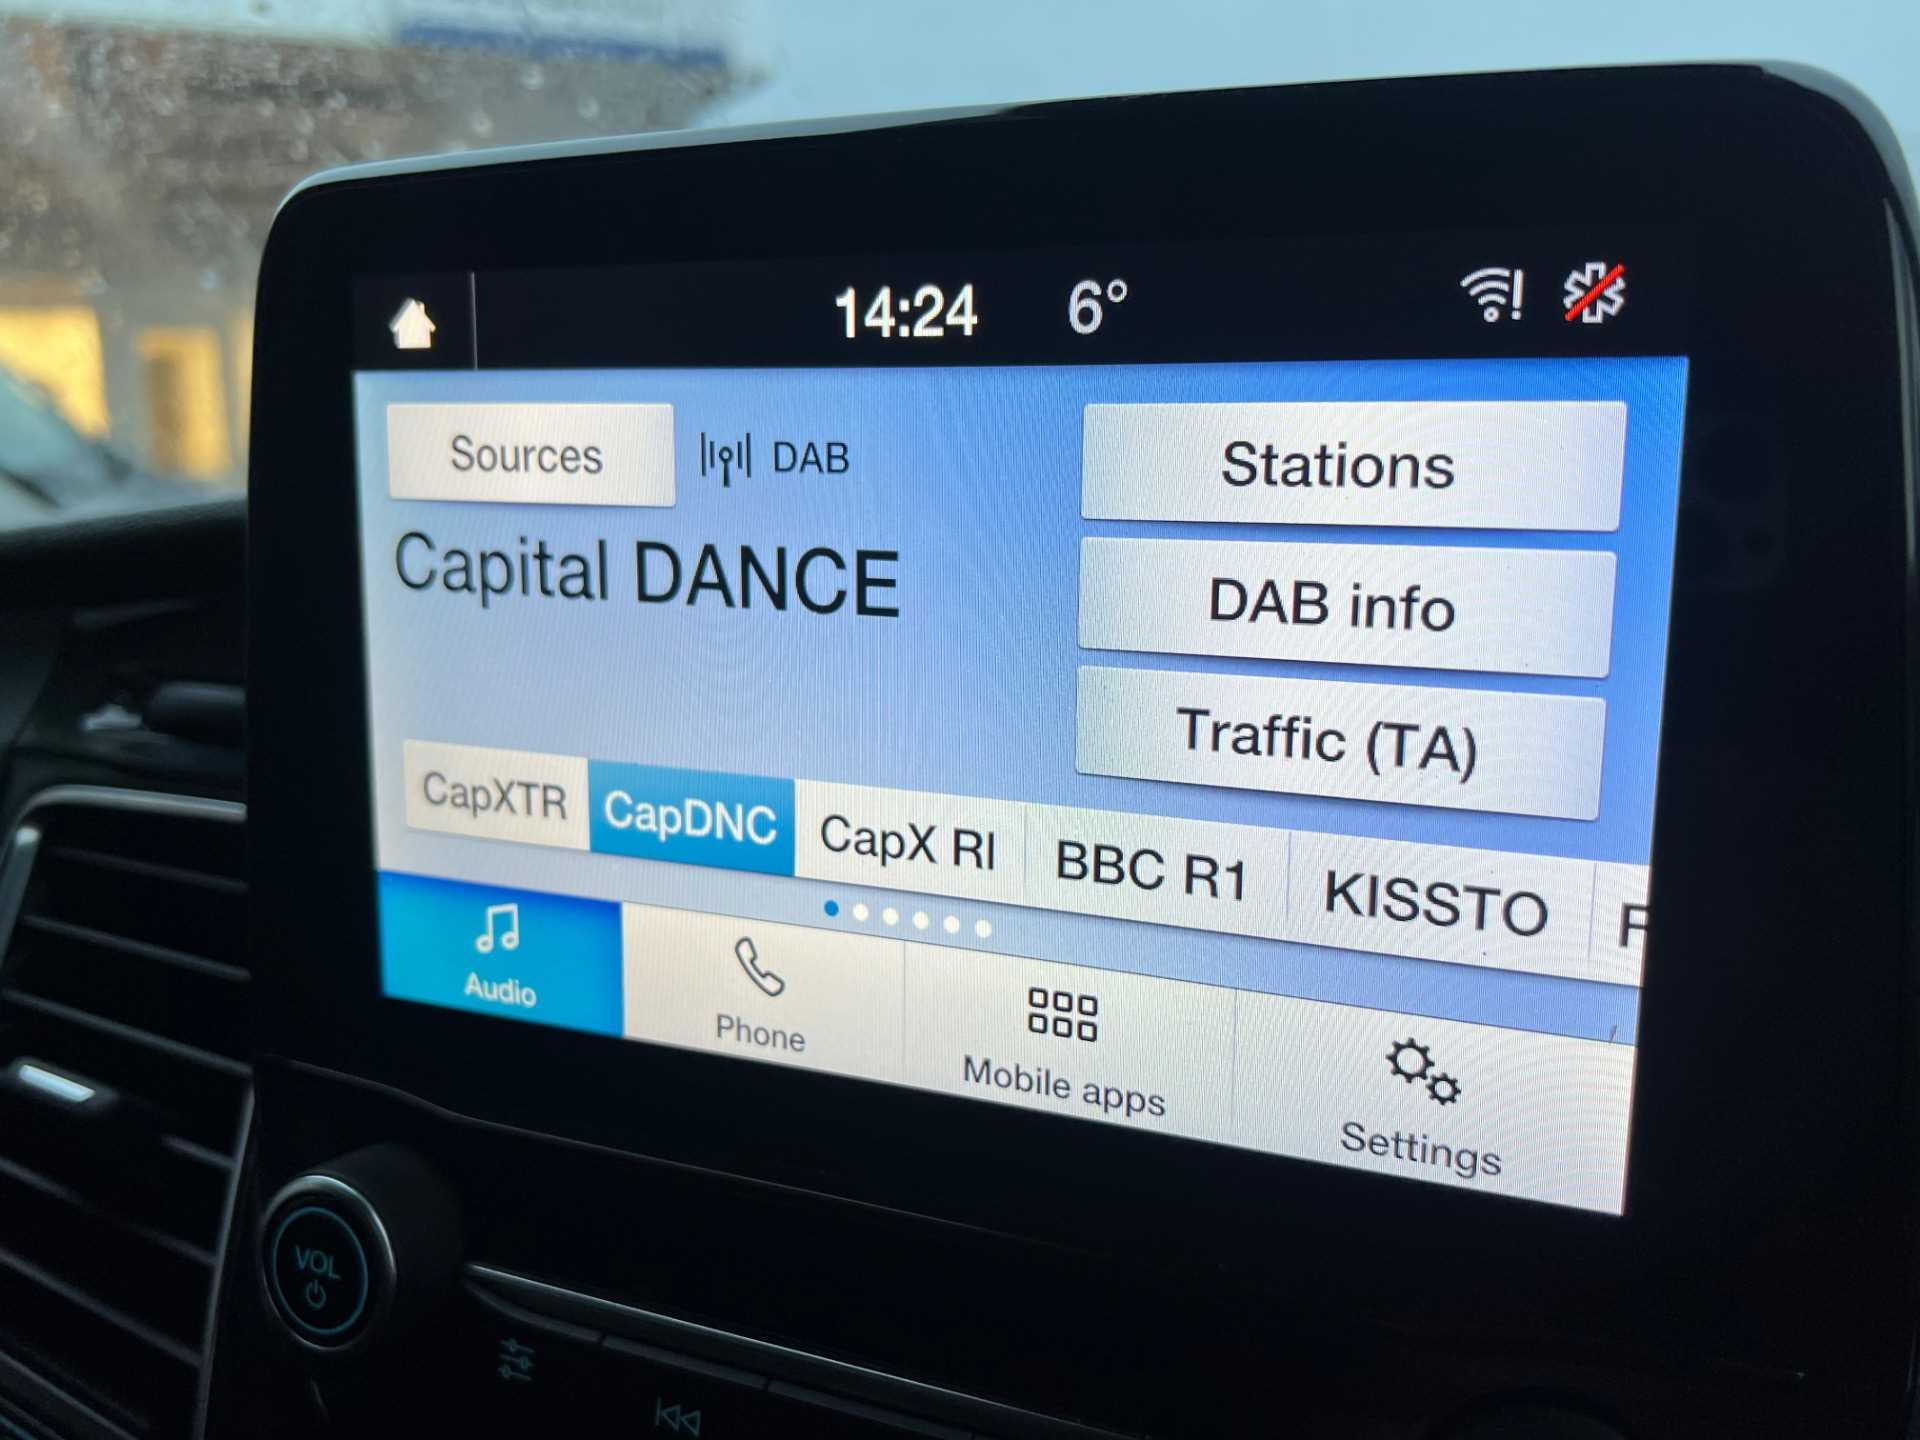 14:24 6°
Sources DAB
Stations
Capital DANCE
DAB info
Traffic (TA)
CapXTR CapDNC CapX RI BBC R1 KISSTO
Audio Phone Mobile apps Settings
VOL